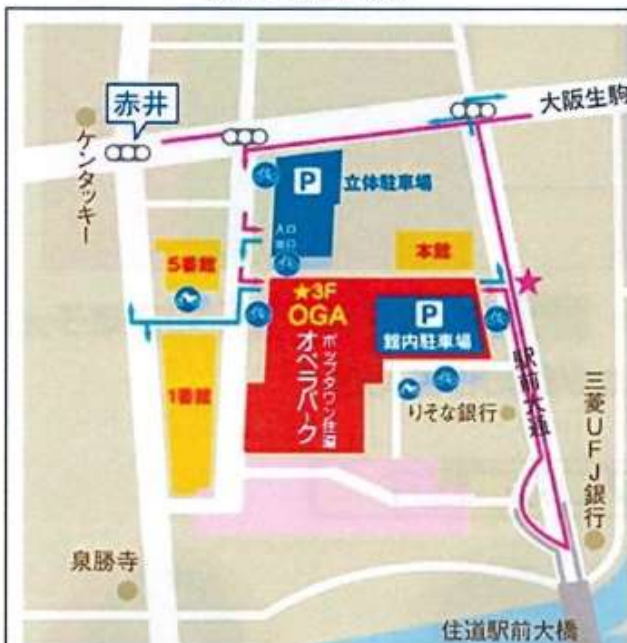 赤井
大阪生駒
ケンタッキー
P
立体駐車場
入口
出口
5番館
本館
★3F
OGA
ポップタウン住道
オペラパーク
P
館内駐車場
1番館
りそな銀行
駅前大通
三菱UFJ銀行
泉勝寺
住道駅前大橋